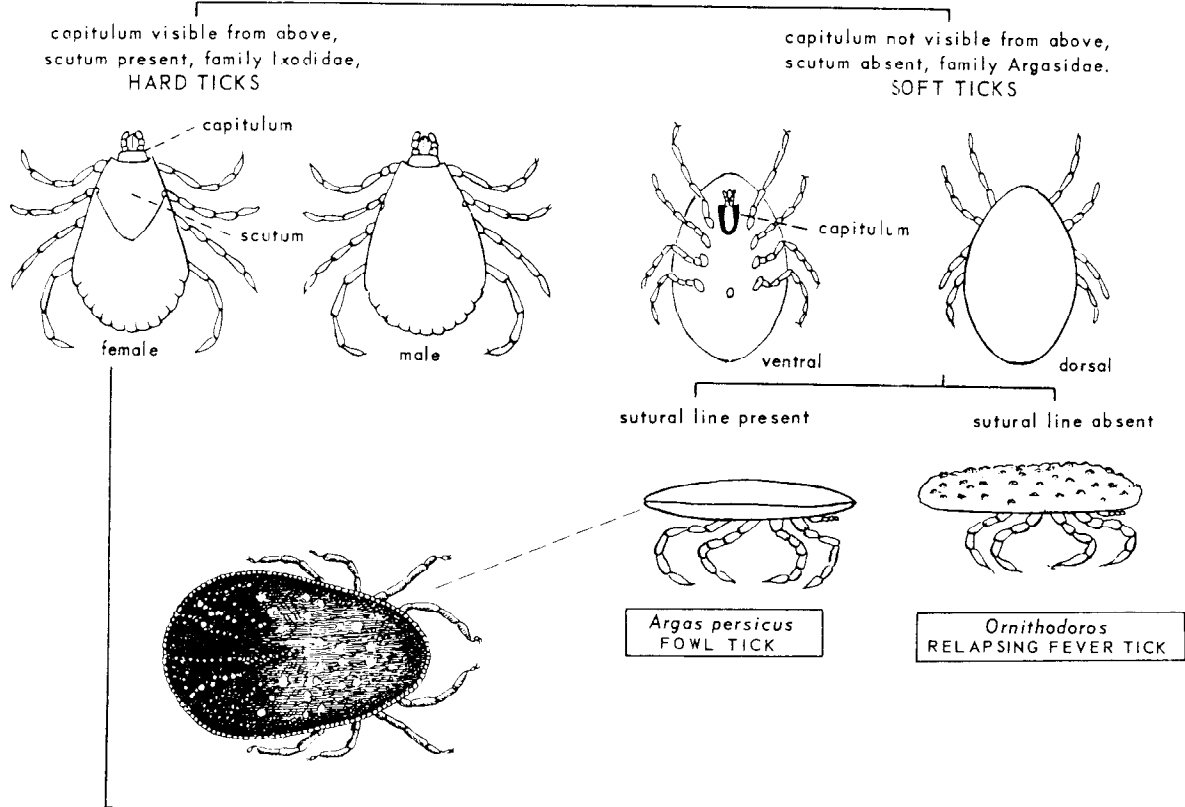 capitulum visible from above,
scutum present, family Ixodidae,
HARD TICKS
capitulum not visible from above,
scutum absent, family Argasidae.
SOFT TICKS
capitulum
scutum
female
male
capitulum
ventral
dorsal
sutural line present
sutural line absent
Argas persicus
FOWL TICK
Ornithodoros
RELAPSING FEVER TICK